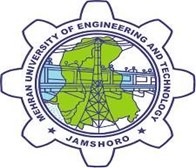 MEHRAN UNIVERSITY OF ENGINEERING AND TECHNOLOGY
JAMSHORO